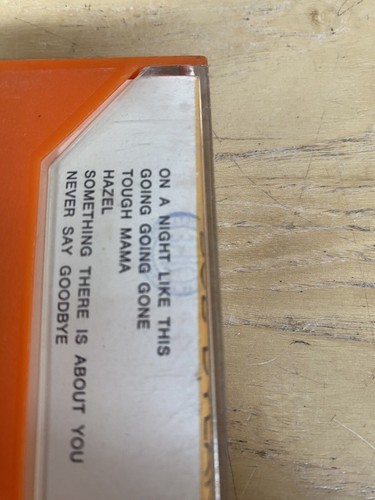 ON A NIGHT LIKE THIS
GOING GOING GONE
TOUGH MAMA
HAZEL
SOMETHING THERE IS ABOUT YOU
NEVER SAY GOODBYE